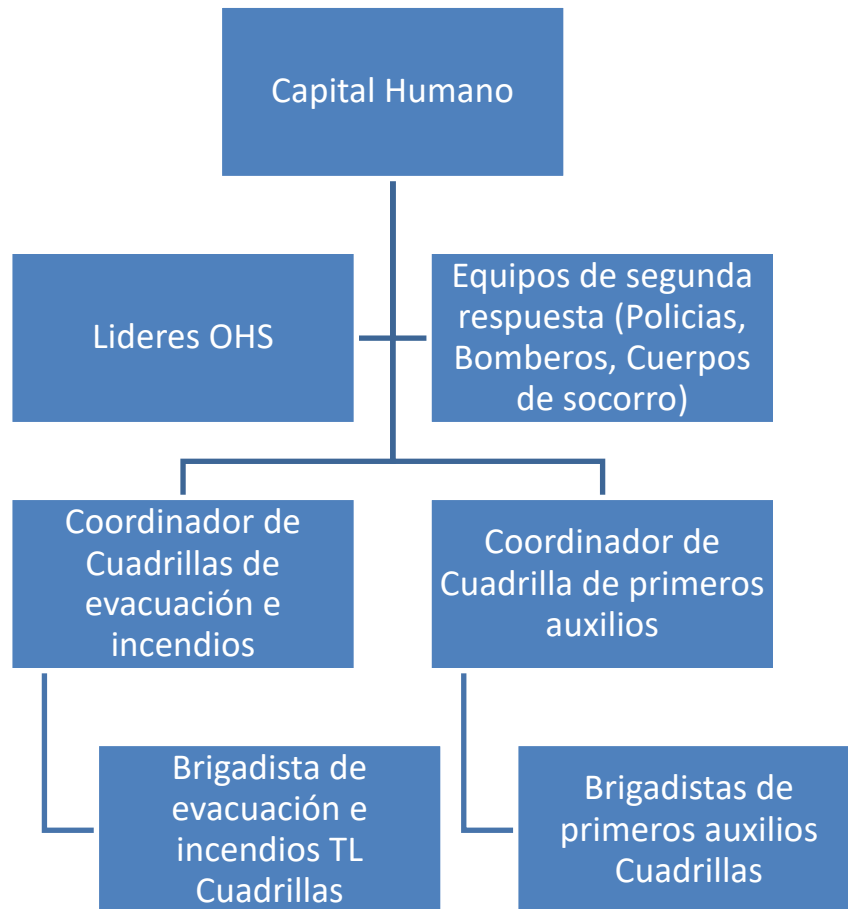 Capital Humano
Lideres OHS
Equipos de segunda
respuesta (Policias,
Bomberos, Cuerpos
de socorro)
Coordinador de
Cuadrillas de
evacuación e
incendios
Coordinador de
Cuadrilla de primeros
auxilios
Brigadista de
evacuación e
incendios TL
Cuadrillas
Brigadistas de
primeros auxilios
Cuadrillas